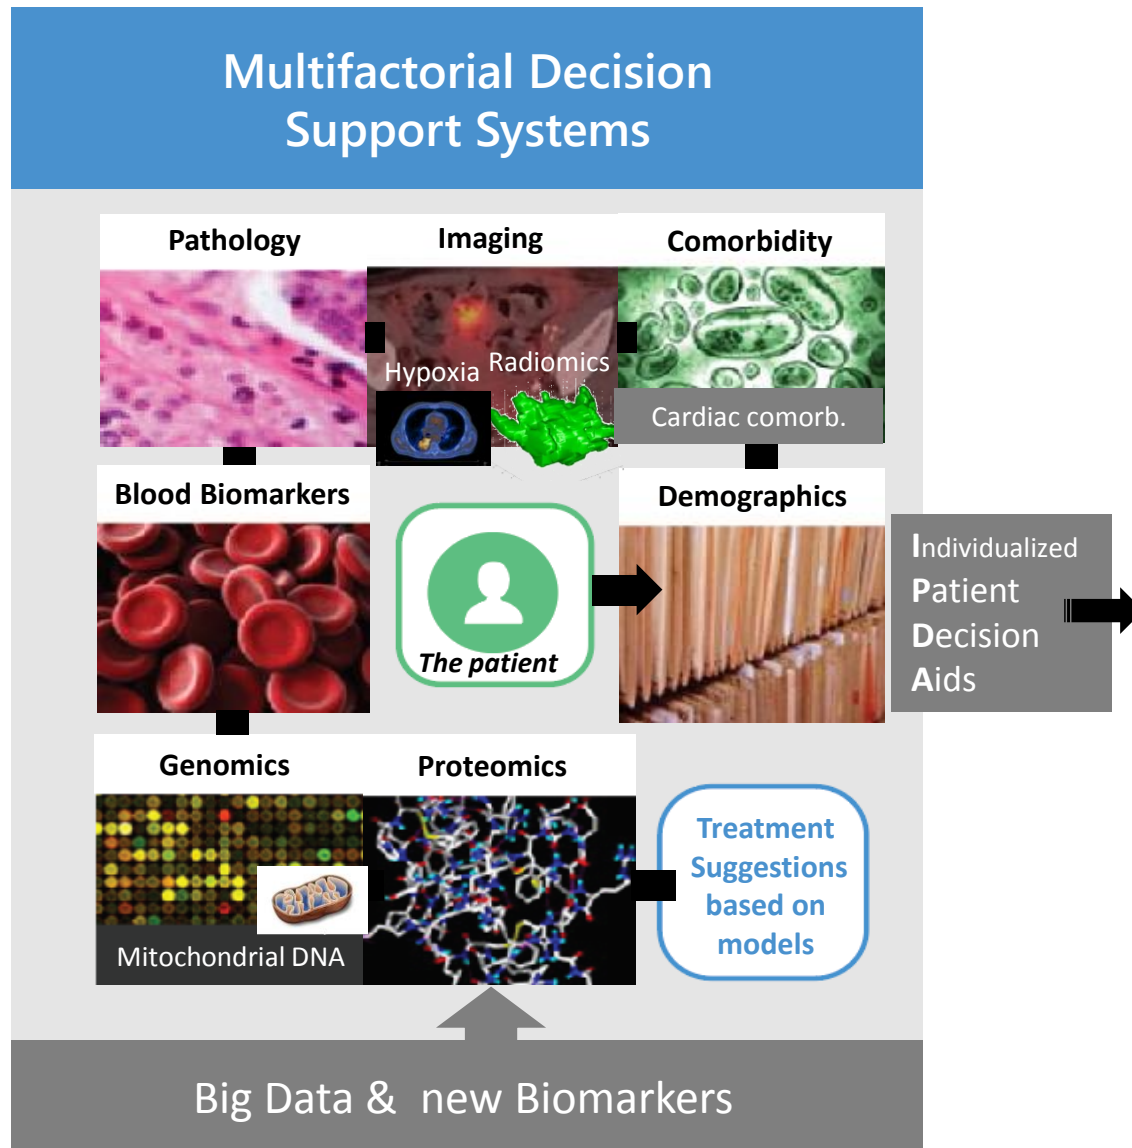 Multifactorial Decision
Support Systems
Pathology
Imaging
Comorbidity
Hypoxia
Radiomics
Cardiac comorb.
Blood Biomarkers
Demographics
The patient
Individualized
Patient
Decision
Aids
Genomics
Proteomics
Mitochondrial DNA
Treatment
Suggestions
based on
models
Big Data & new Biomarkers